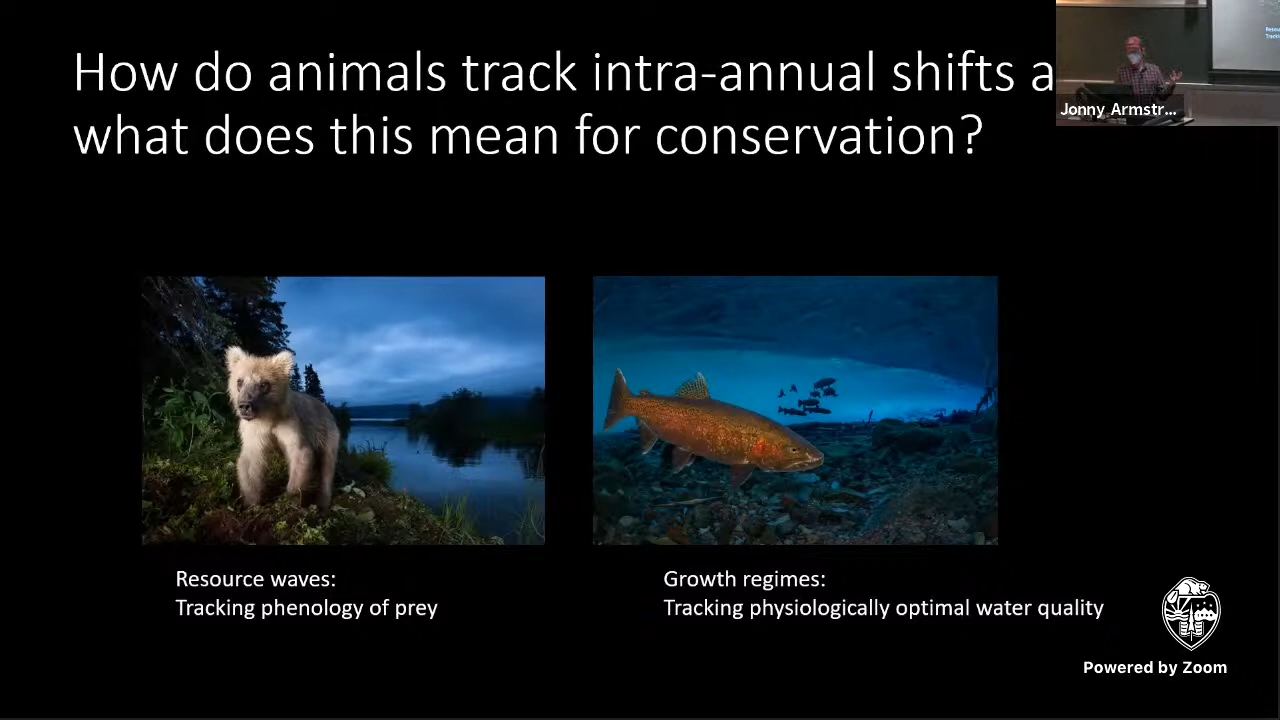 How do animals track intra-annual shifts a
what does this mean for conservation?
Jonny Armstr...
Resource waves:
Tracking phenology of prey
Growth regimes:
Tracking physiologically optimal water quality
Powered by Zoom